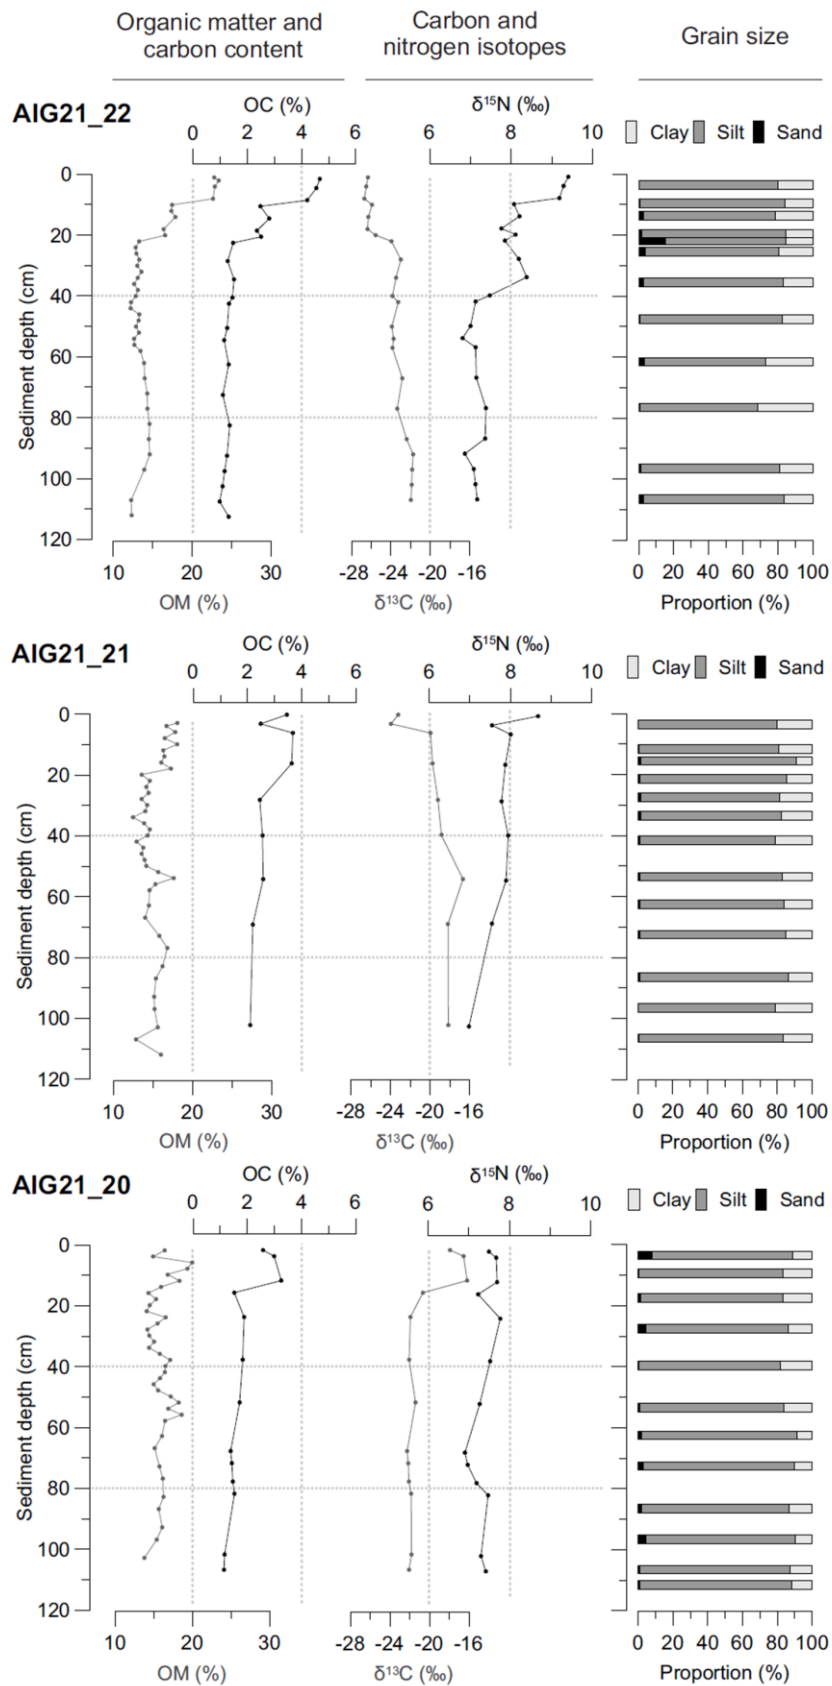 Organic matter and
carbon content
Carbon and
nitrogen isotopes
Grain size
AIG21_22
OC (%)
0 2 4 6
δ¹⁵N (‰)
6 8 10
Clay Silt Sand
Sediment depth (cm)
0
20
40
60
80
100
120
10 20 30
OM (%)
-28 -24 -20 -16
δ¹³C (‰)
0 20 40 60 80 100
Proportion (%)
AIG21_21
OC (%)
0 2 4 6
δ¹⁵N (‰)
6 8 10
Clay Silt Sand
Sediment depth (cm)
0
20
40
60
80
100
120
10 20 30
OM (%)
-28 -24 -20 -16
δ¹³C (‰)
0 20 40 60 80 100
Proportion (%)
AIG21_20
OC (%)
0 2 4 6
δ¹⁵N (‰)
6 8 10
Clay Silt Sand
Sediment depth (cm)
0
20
40
60
80
100
120
10 20 30
OM (%)
-28 -24 -20 -16
δ¹³C (‰)
0 20 40 60 80 100
Proportion (%)